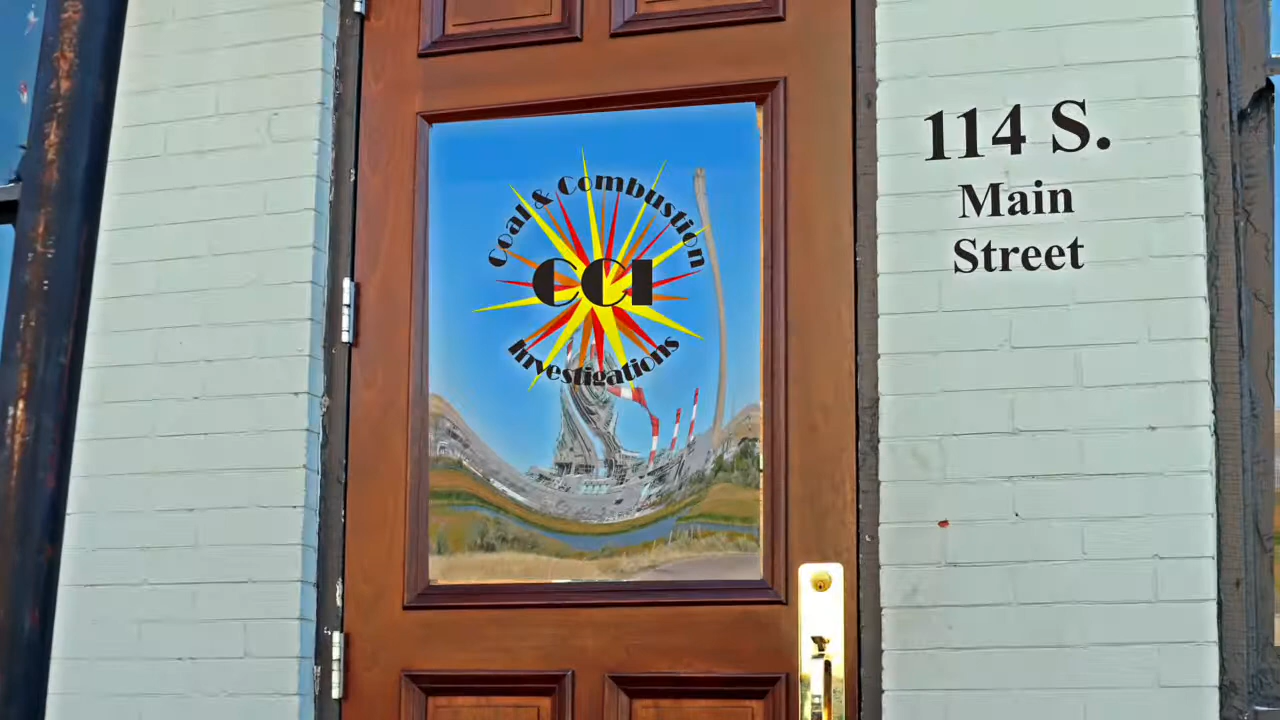 Coal & Combustion
CCI
Investigations
114 S.
Main
Street